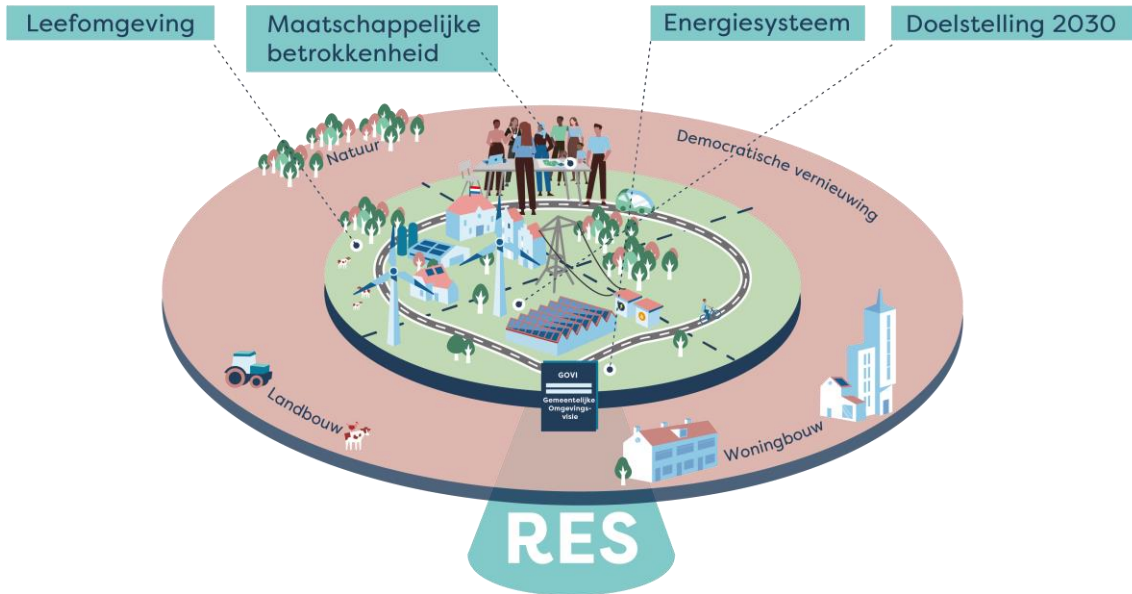 Leefomgeving
Maatschappelijke
betrokkenheid
Energiesysteem
Doelstelling 2030
Natuur
Democratische vernieuwing
Landbouw
Woningbouw
GOVI
Gemeentelijke
Omgevings-
visie
RES